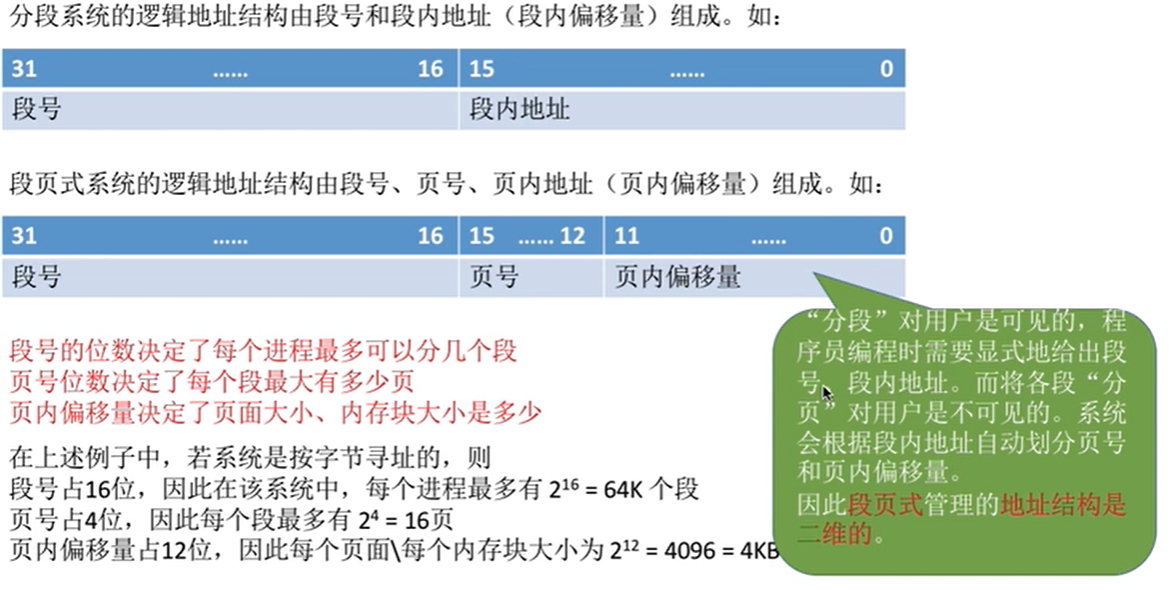 分段系统的逻辑地址结构由段号和段内地址（段内偏移量）组成。如：
31 …… 16 15 …… 0
段号 段内地址
段页式系统的逻辑地址结构由段号、页号、页内地址（页内偏移量）组成。如：
31 …… 16 15 …… 12 11 …… 0
段号 页号 页内偏移量
段号的位数决定了每个进程最多可以分几个段
页号位数决定了每个段最大有多少页
页内偏移量决定了页面大小、内存块大小是多少
在上述例子中，若系统是按字节寻址的，则
段号占16位，因此在该系统中，每个进程最多有 2¹⁶ = 64K 个段
页号占4位，因此每个段最多有 2⁴ = 16页
页内偏移量占12位，因此每个页面\每个内存块大小为 2¹² = 4096 = 4KB
“分段”对用户是可见的，程
序员编程时需要显式地给出段
号、段内地址。而将各段“分
页”对用户是不可见的。系统
会根据段内地址自动划分页号
和页内偏移量。
因此段页式管理的地址结构是
二维的。